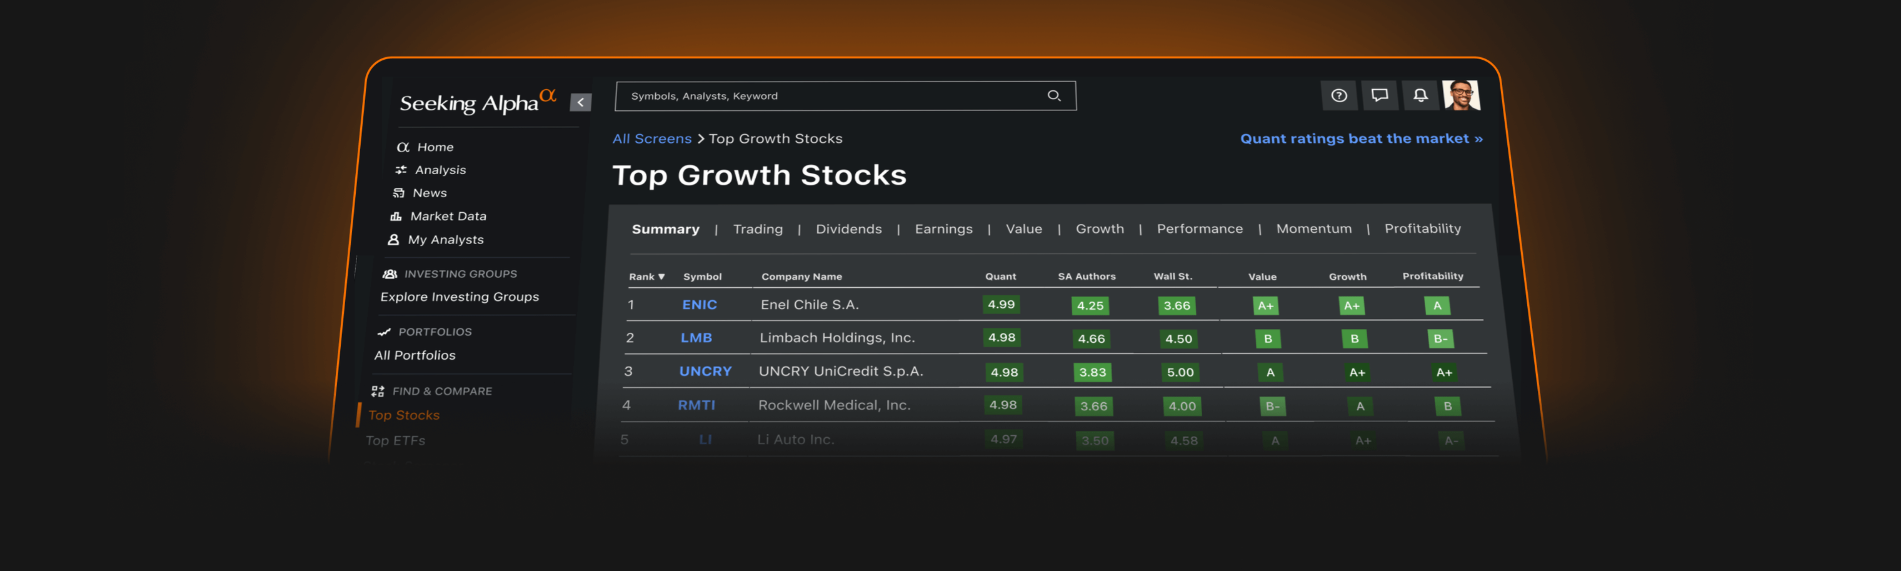 Seeking Alpha α
Symbols, Analysts, Keyword
Home
Analysis
News
Market Data
My Analysts
INVESTING GROUPS
Explore Investing Groups
PORTFOLIOS
All Portfolios
FIND & COMPARE
Top Stocks
Top ETFs
All Screens > Top Growth Stocks
Quant ratings beat the market »
Top Growth Stocks
Summary | Trading | Dividends | Earnings | Value | Growth | Performance | Momentum | Profitability
Rank ▼ Symbol Company Name Quant SA Authors Wall St. Value Growth Profitability
1 ENIC Enel Chile S.A. 4.99 4.25 3.66 A+ A+ A
2 LMB Limbach Holdings, Inc. 4.98 4.66 4.50 B B B-
3 UNCRY UNCRY UniCredit S.p.A. 4.98 3.83 5.00 A A+ A+
4 RMTI Rockwell Medical, Inc. 4.98 3.66 4.00 B- A B
5 LI Li Auto Inc. 4.97 3.50 4.58 A A+ A-